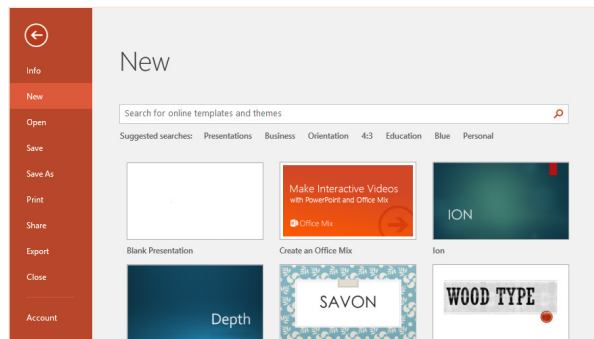 Info
New
Open
Save
Save As
Print
Share
Export
Close
Account
New
Search for online templates and themes
Suggested searches: Presentations Business Orientation 4:3 Education Blue Personal
Make Interactive Videos
with PowerPoint and Office Mix
Office Mix
ION
Blank Presentation Create an Office Mix Ion
Depth
SAVON
WOOD TYPE